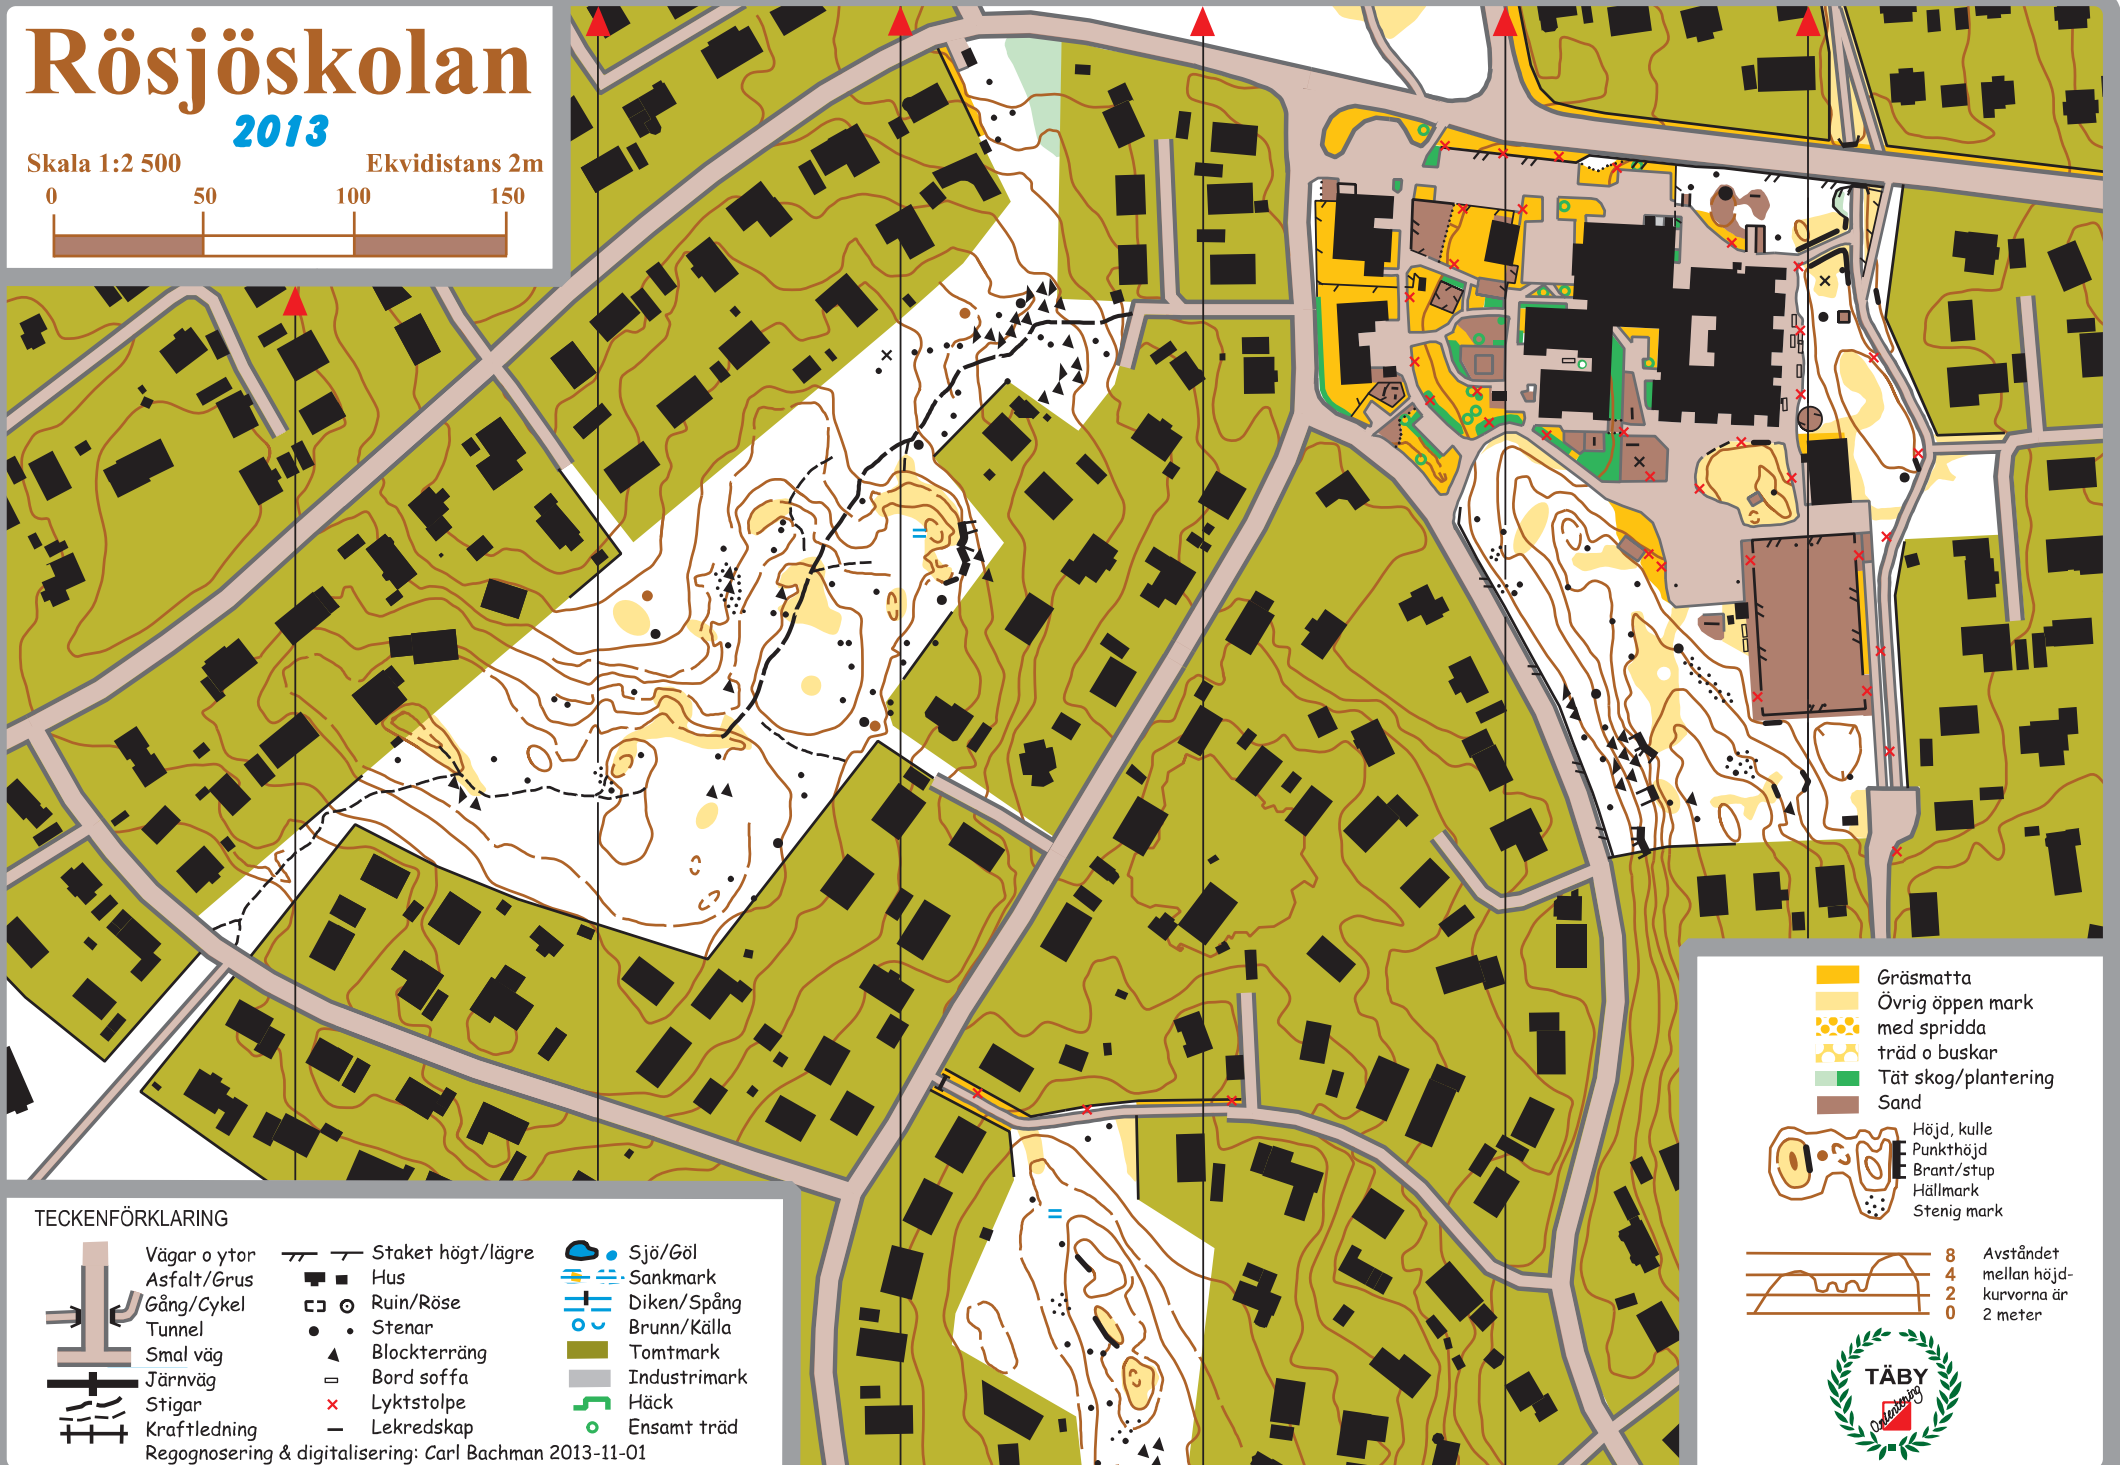 Rösjöskolan
2013
Skala 1:2 500 Ekvidistans 2m
0 50 100 150
Gräsmatta
Övrig öppen mark
med spridda
träd o buskar
Tät skog/plantering
Sand
Höjd, kulle
Punkthöjd
Brant/stup
Hällmark
Stenig mark
8 Avståndet
4 mellan höjd-
2 kurvorna är
0 2 meter
TÄBY
Orientering
TECKENFÖRKLARING
Vägar o ytor
Asfalt/Grus
Gång/Cykel
Tunnel
Smal väg
Järnväg
Stigar
Kraftledning
Staket högt/lägre
Hus
Ruin/Röse
Stenar
Blockterräng
Bord soffa
Lyktstolpe
Lekredskap
Sjö/Göl
Sankmark
Diken/Spång
Brunn/Källa
Tomtmark
Industrimark
Häck
Ensamt träd
Regognosering & digitalisering: Carl Bachman 2013-11-01